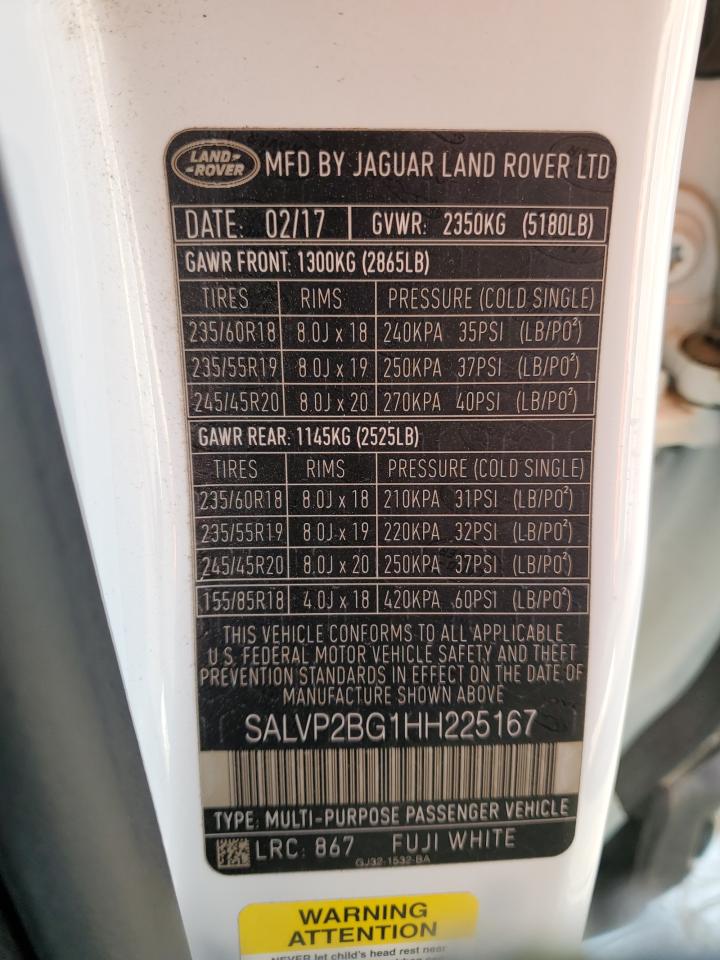 LAND-
-ROVER
MFD BY JAGUAR LAND ROVER LTD
DATE: 02/17 GVWR: 2350KG (5180LB)
GAWR FRONT: 1300KG (2865LB)
TIRES RIMS PRESSURE (COLD SINGLE)
235/60R18 8.0J x 18 240KPA 35PSI (LB/PO²)
235/55R19 8.0J x 19 250KPA 37PSI (LB/PO²)
245/45R20 8.0J x 20 270KPA 40PSI (LB/PO²)
GAWR REAR: 1145KG (2525LB)
TIRES RIMS PRESSURE (COLD SINGLE)
235/60R18 8.0J x 18 210KPA 31PSI (LB/PO²)
235/55R19 8.0J x 19 220KPA 32PSI (LB/PO²)
245/45R20 8.0J x 20 250KPA 37PSI (LB/PO²)
155/85R18 4.0J x 18 420KPA 60PSI (LB/PO²)
THIS VEHICLE CONFORMS TO ALL APPLICABLE
U.S. FEDERAL MOTOR VEHICLE SAFETY AND THEFT
PREVENTION STANDARDS IN EFFECT ON THE DATE OF
MANUFACTURE SHOWN ABOVE
SALVP2BG1HH225167
TYPE: MULTI-PURPOSE PASSENGER VEHICLE
LRC: 867 FUJI WHITE
GJ32-1532-BA
WARNING
ATTENTION
NEVER let child's head rest near